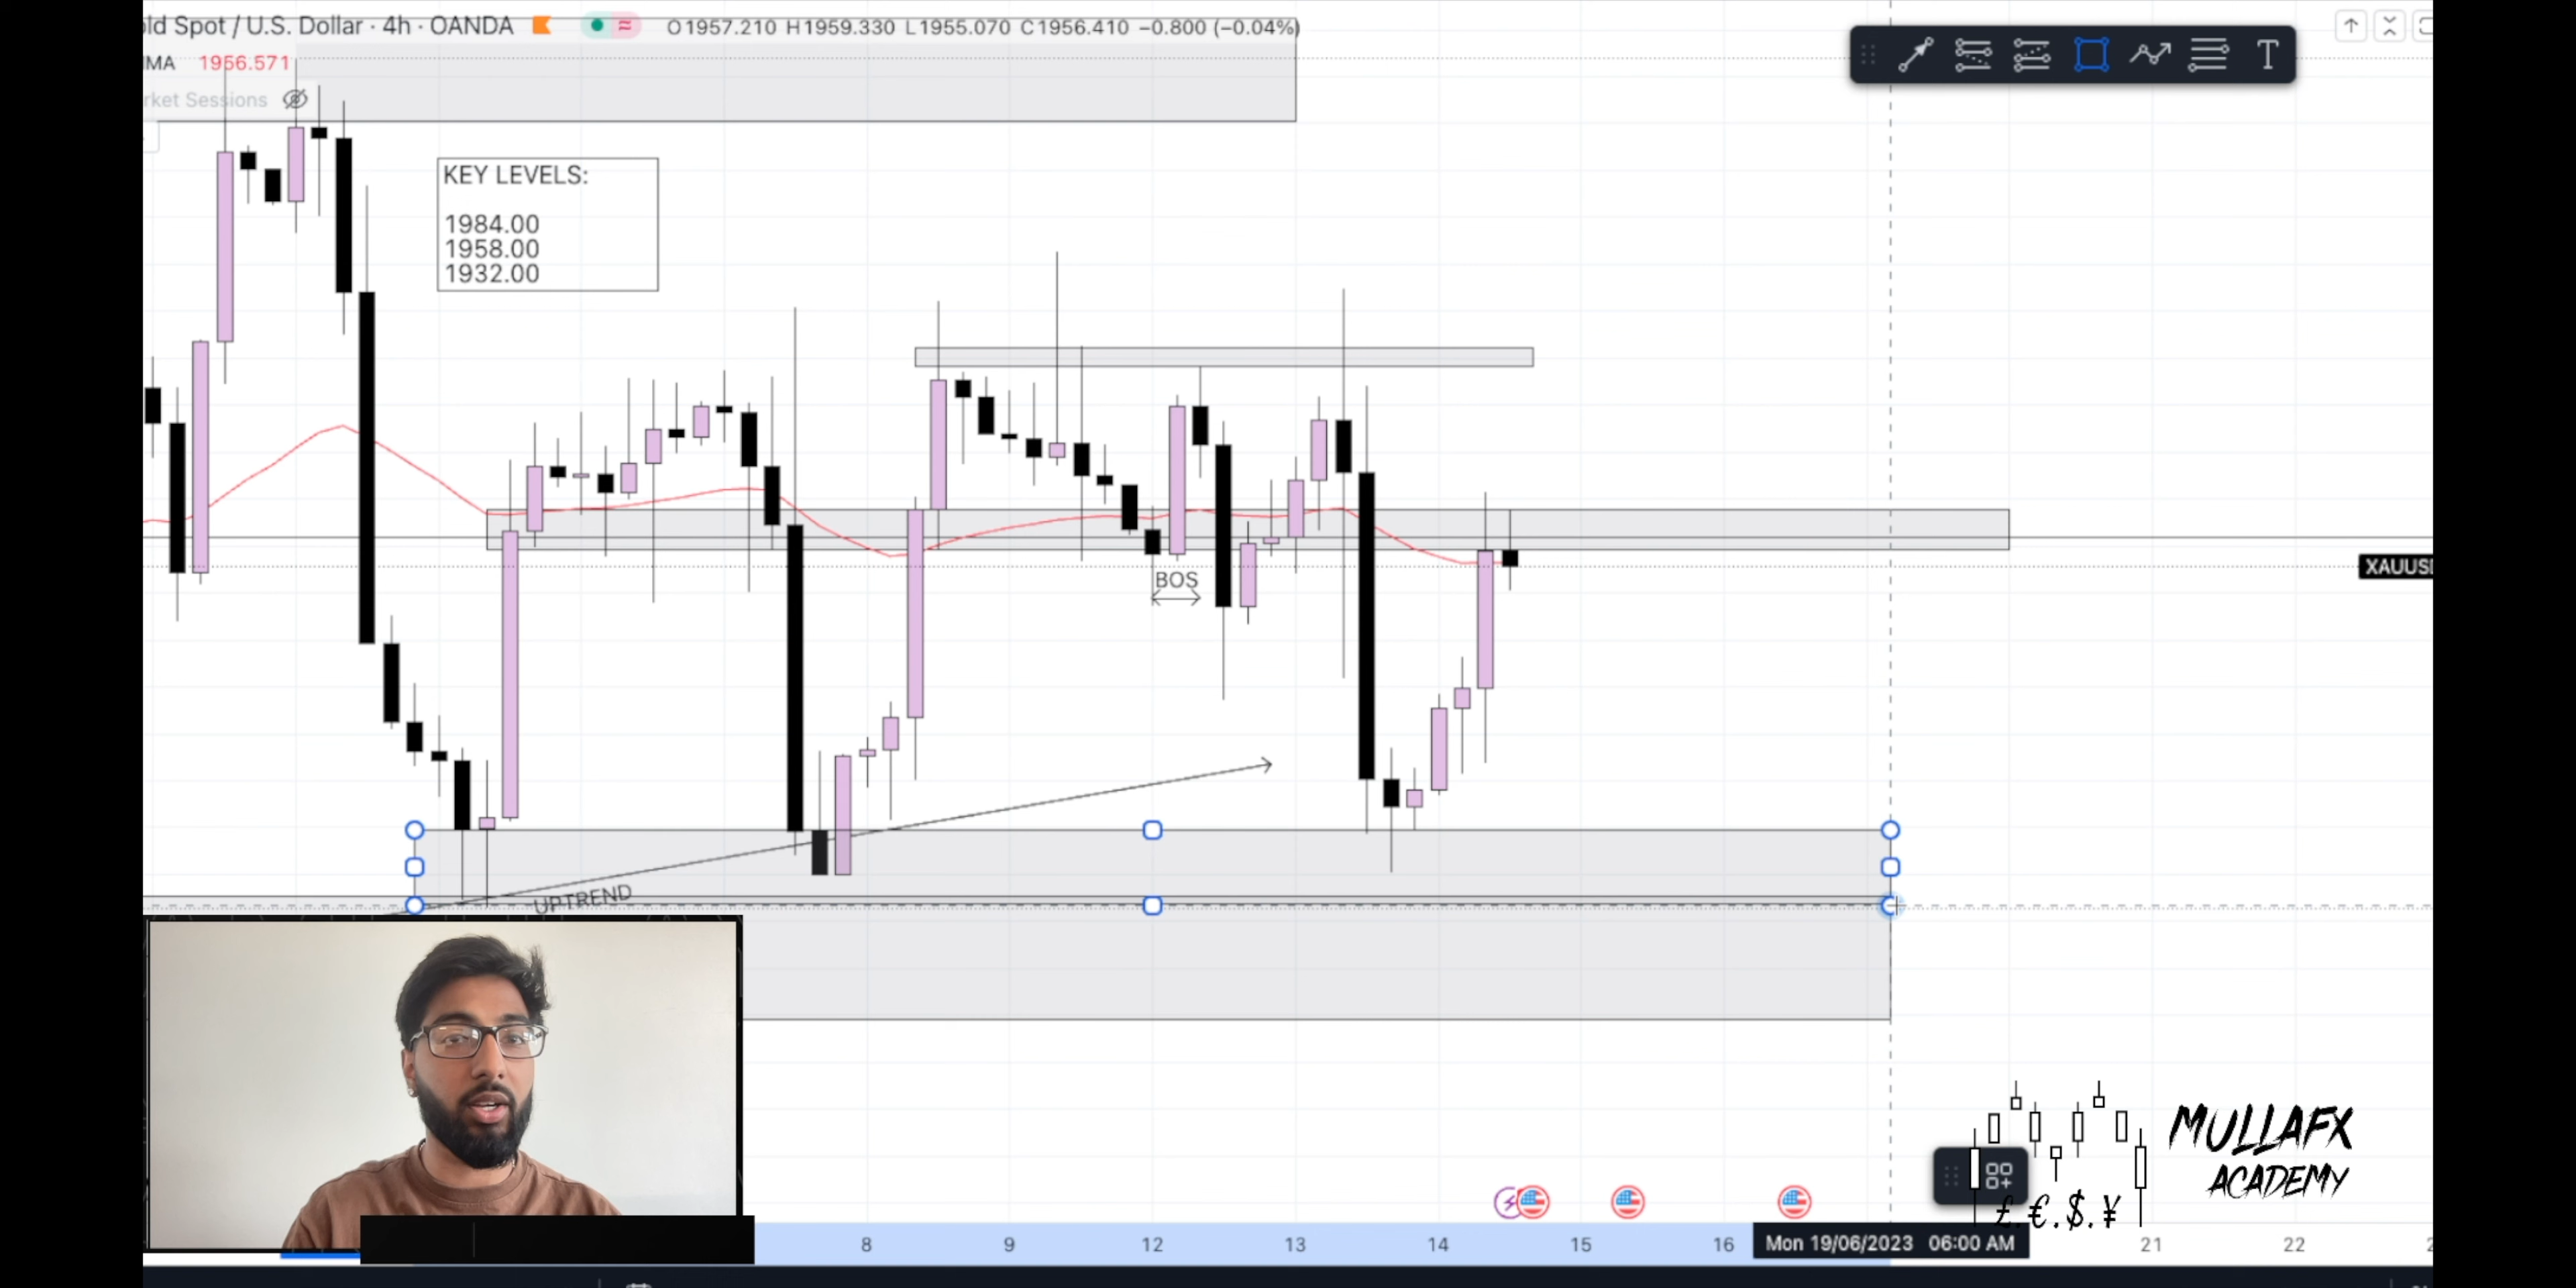 ld Spot / U.S. Dollar · 4h · OANDA O1957.210 H1959.330 L1955.070 C1956.410 −0.800 (−0.04%)
MA 1956.571
rket Sessions
T
KEY LEVELS:
1984.00
1958.00
1932.00
BOS
XAUUS
UPTREND
MULLAFX
ACADEMY
£.€.$.¥
8 9 12 13 14 15 16 Mon 19/06/2023 06:00 AM 21 22 2